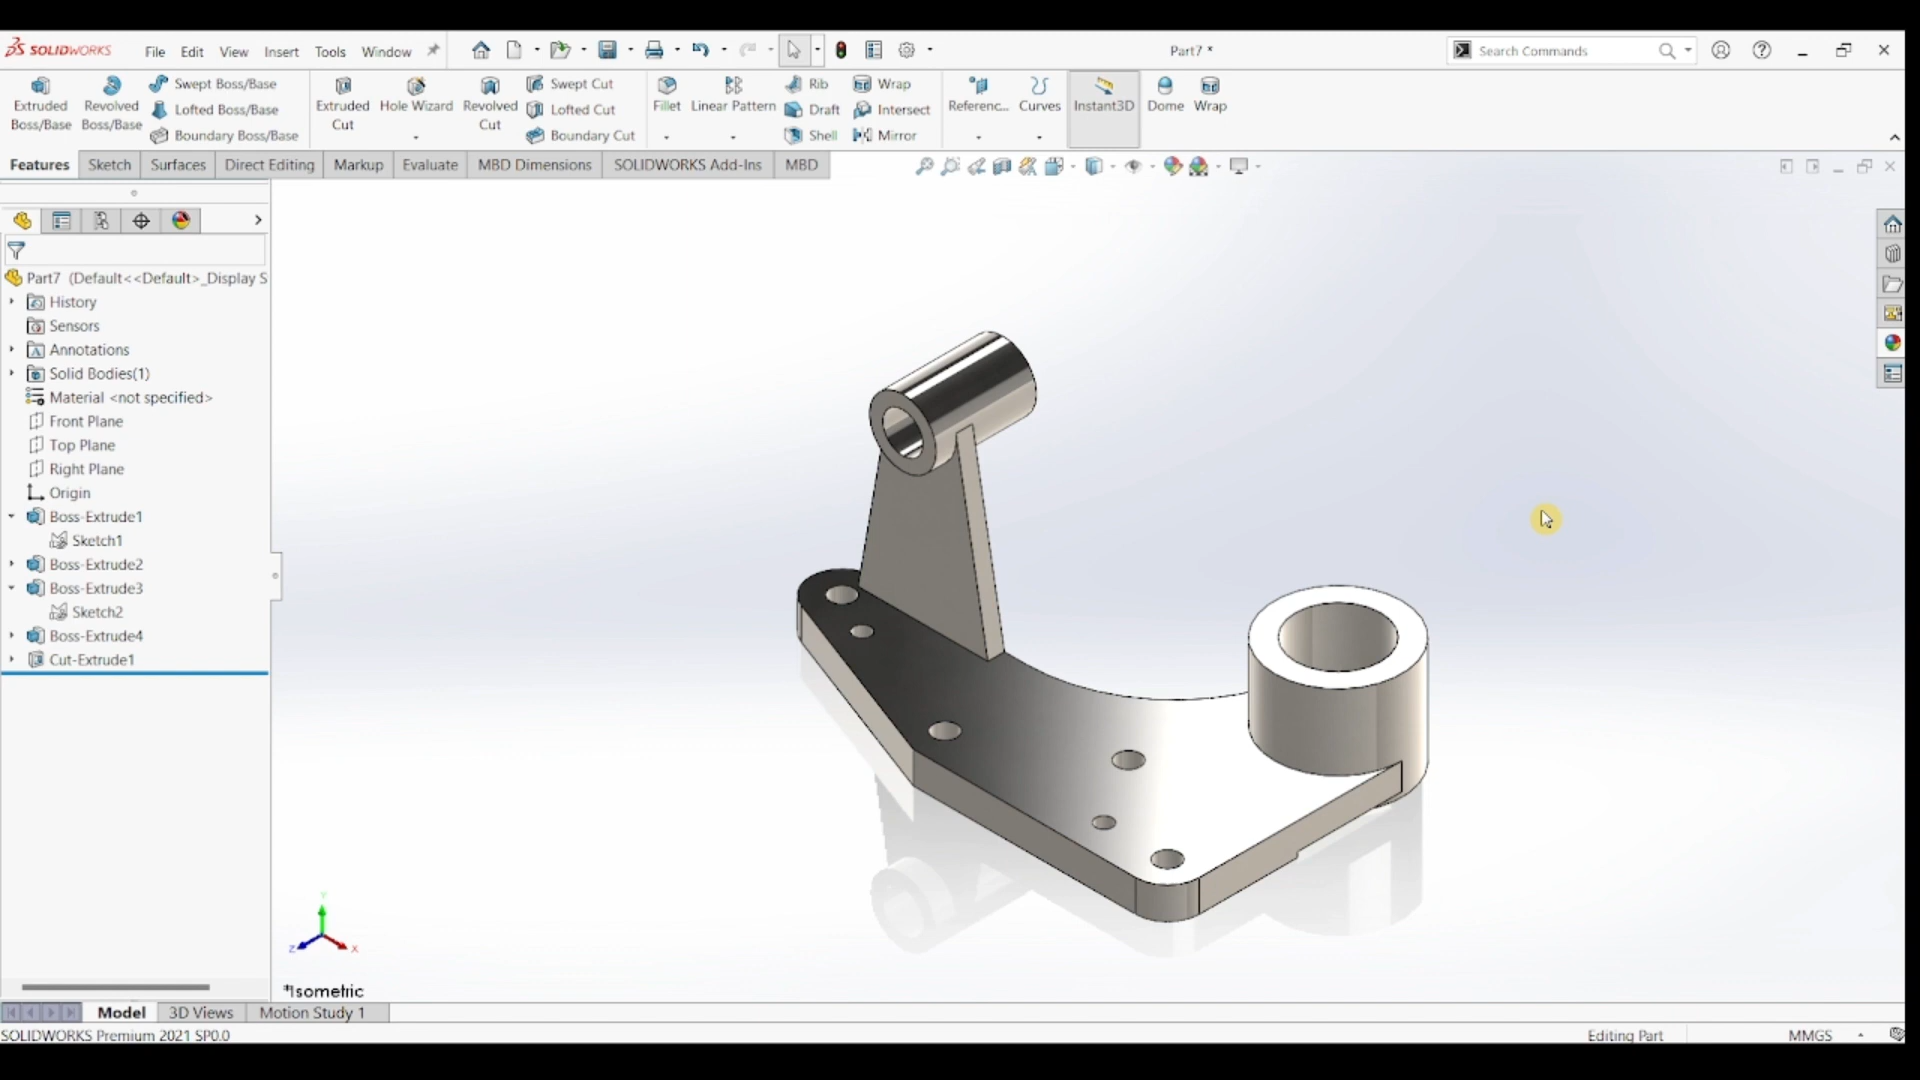 SOLIDWORKS File Edit View Insert Tools Window Part7 * Search Commands
Extruded Boss/Base
Revolved Boss/Base
Swept Boss/Base
Lofted Boss/Base
Boundary Boss/Base
Extruded Cut
Hole Wizard
Revolved Cut
Swept Cut
Lofted Cut
Boundary Cut
Fillet
Linear Pattern
Rib
Draft
Shell
Wrap
Intersect
Mirror
Referenc...
Curves
Instant3D
Dome
Wrap
Features Sketch Surfaces Direct Editing Markup Evaluate MBD Dimensions SOLIDWORKS Add-Ins MBD
Part7 (Default<<Default>_Display S
History
Sensors
Annotations
Solid Bodies(1)
Material <not specified>
Front Plane
Top Plane
Right Plane
Origin
Boss-Extrude1
Sketch1
Boss-Extrude2
Boss-Extrude3
Sketch2
Boss-Extrude4
Cut-Extrude1
Y
Z X
*Isometric
Model 3D Views Motion Study 1
SOLIDWORKS Premium 2021 SP0.0 Editing Part MMGS